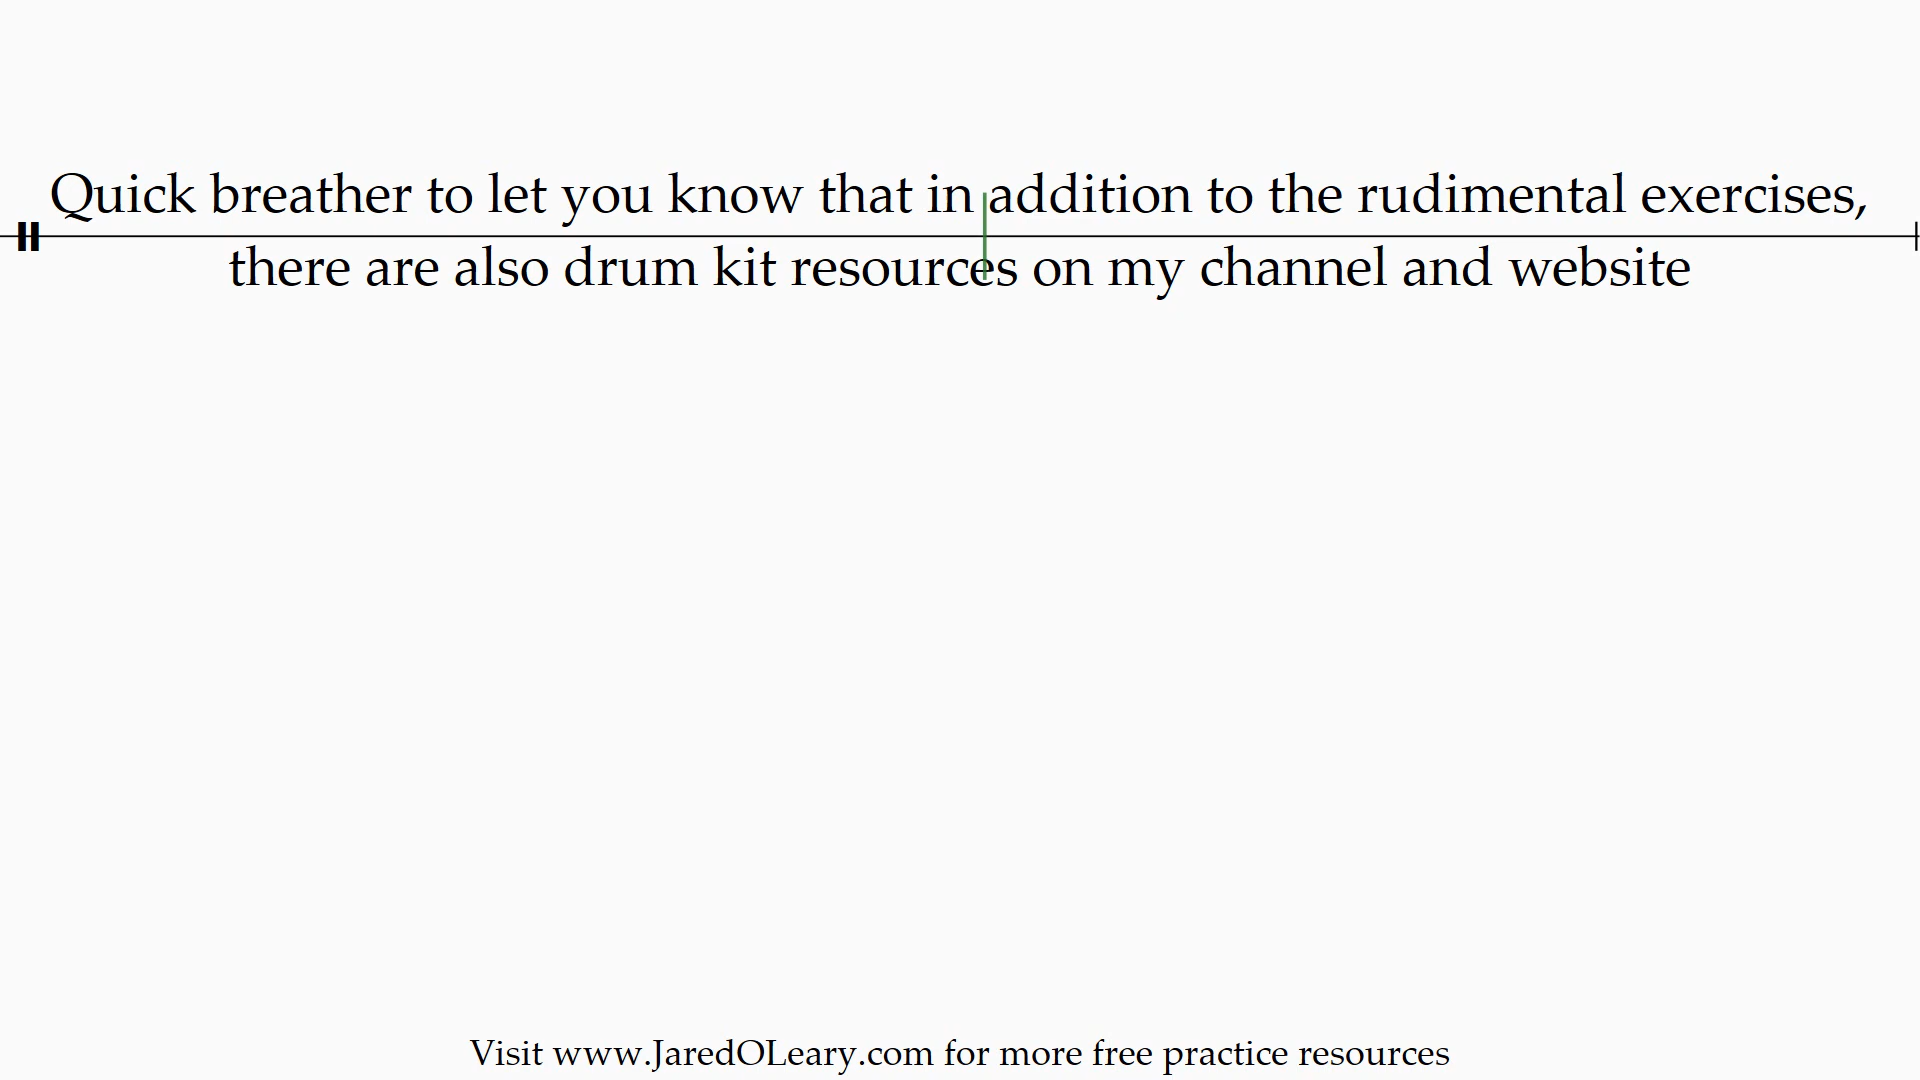 Quick breather to let you know that in addition to the rudimental exercises,
there are also drum kit resources on my channel and website
Visit www.JaredOLeary.com for more free practice resources